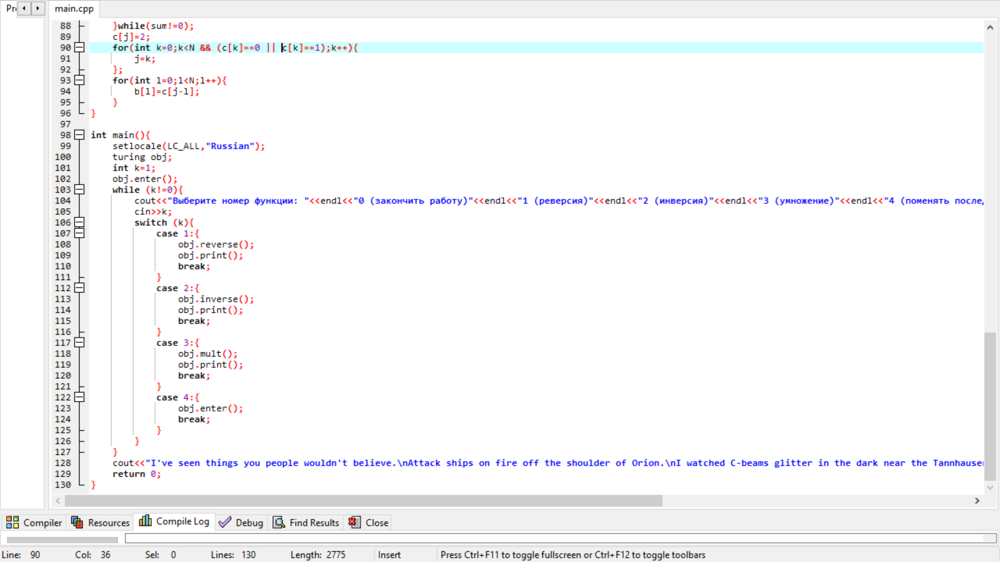 Pr
main.cpp
88 }while(sum!=0);
89 c[j]=2;
90 for(int k=0;k<N && (c[k]==0 || c[k]==1);k++){
91 j=k;
92 };
93 for(int l=0;l<N;l++){
94 b[l]=c[j-l];
95 }
96 }
97
98 int main(){
99 setlocale(LC_ALL,"Russian");
100 turing obj;
101 int k=1;
102 obj.enter();
103 while (k!=0){
104 cout<<"Выберите номер функции: "<<endl<<"0 (закончить работу)"<<endl<<"1 (реверсия)"<<endl<<"2 (инверсия)"<<endl<<"3 (умножение)"<<endl<<"4 (поменять послед
105 cin>>k;
106 switch (k){
107 case 1:{
108 obj.reverse();
109 obj.print();
110 break;
111 }
112 case 2:{
113 obj.inverse();
114 obj.print();
115 break;
116 }
117 case 3:{
118 obj.mult();
119 obj.print();
120 break;
121 }
122 case 4:{
123 obj.enter();
124 break;
125 }
126 }
127 }
128 cout<<"I've seen things you people wouldn't believe.\nAttack ships on fire off the shoulder of Orion.\nI watched C-beams glitter in the dark near the Tannhauser
129 return 0;
130 }
Compiler Resources Compile Log Debug Find Results Close
Line: 90 Col: 36 Sel: 0 Lines: 130 Length: 2775 Insert Press Ctrl+F11 to toggle fullscreen or Ctrl+F12 to toggle toolbars